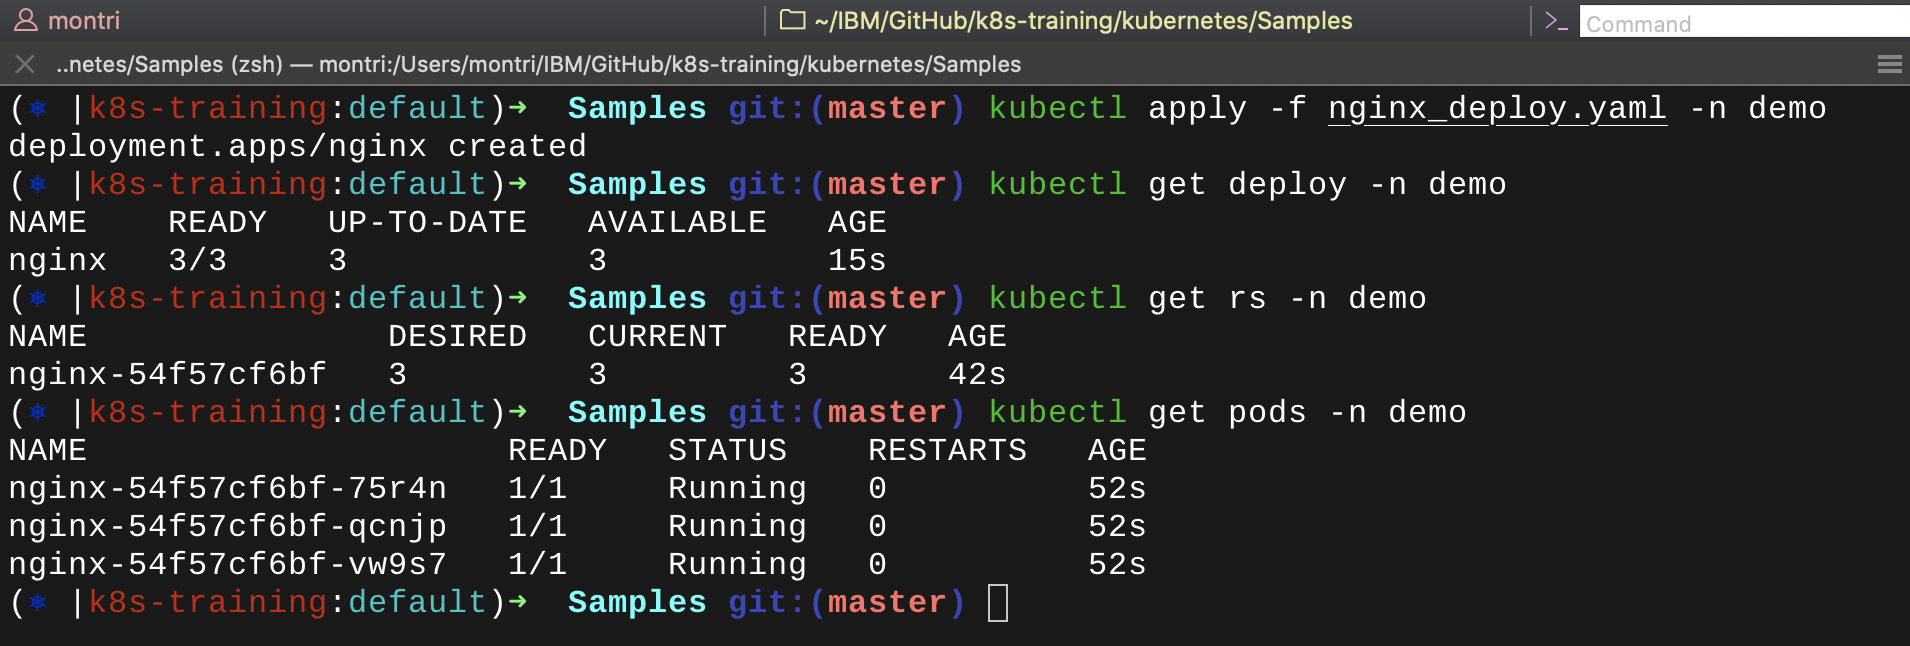 montri
~/IBM/GitHub/k8s-training/kubernetes/Samples
Command
..netes/Samples (zsh) — montri:/Users/montri/IBM/GitHub/k8s-training/kubernetes/Samples
(⎈ |k8s-training:default)➜  Samples git:(master) kubectl apply -f nginx_deploy.yaml -n demo
deployment.apps/nginx created
(⎈ |k8s-training:default)➜  Samples git:(master) kubectl get deploy -n demo
NAME    READY   UP-TO-DATE   AVAILABLE   AGE
nginx   3/3     3            3           15s
(⎈ |k8s-training:default)➜  Samples git:(master) kubectl get rs -n demo
NAME               DESIRED   CURRENT   READY   AGE
nginx-54f57cf6bf   3         3         3       42s
(⎈ |k8s-training:default)➜  Samples git:(master) kubectl get pods -n demo
NAME                     READY   STATUS    RESTARTS   AGE
nginx-54f57cf6bf-75r4n   1/1     Running   0          52s
nginx-54f57cf6bf-qcnjp   1/1     Running   0          52s
nginx-54f57cf6bf-vw9s7   1/1     Running   0          52s
(⎈ |k8s-training:default)➜  Samples git:(master)